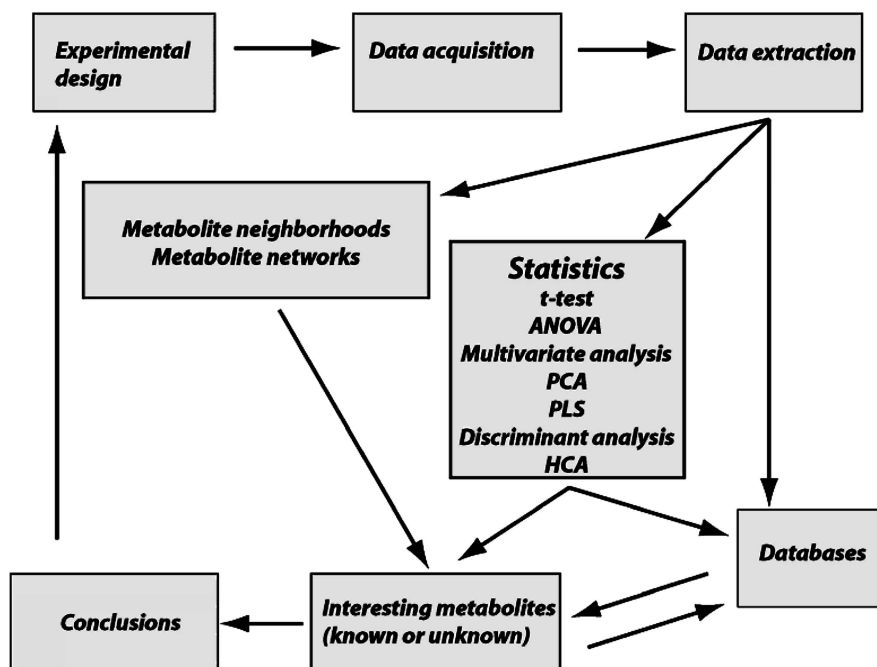 Experimental
design
Data acquisition
Data extraction
Metabolite neighborhoods
Metabolite networks
Statistics
t-test
ANOVA
Multivariate analysis
PCA
PLS
Discriminant analysis
HCA
Databases
Conclusions
Interesting metabolites
(known or unknown)